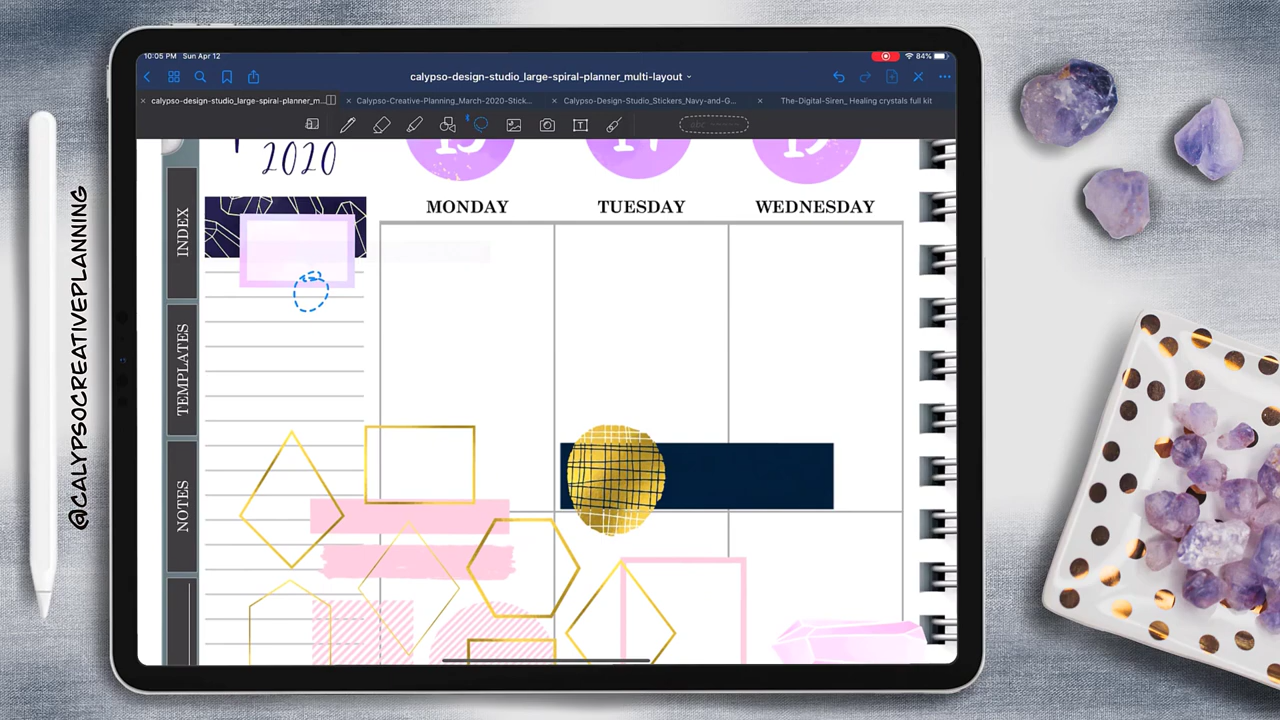 10:05 PM Sun Apr 12
84%
calypso-design-studio_large-spiral-planner_multi-layout
calypso-design-studio_large-spiral-planner_m...
Calypso-Creative-Planning_March-2020-Stick...
Calypso-Design-Studio_Stickers_Navy-and-G...
The-Digital-Siren_ Healing crystals full kit
2020
MONDAY
TUESDAY
WEDNESDAY
INDEX
TEMPLATES
NOTES
@CALYPSOCREATIVEPLANNING